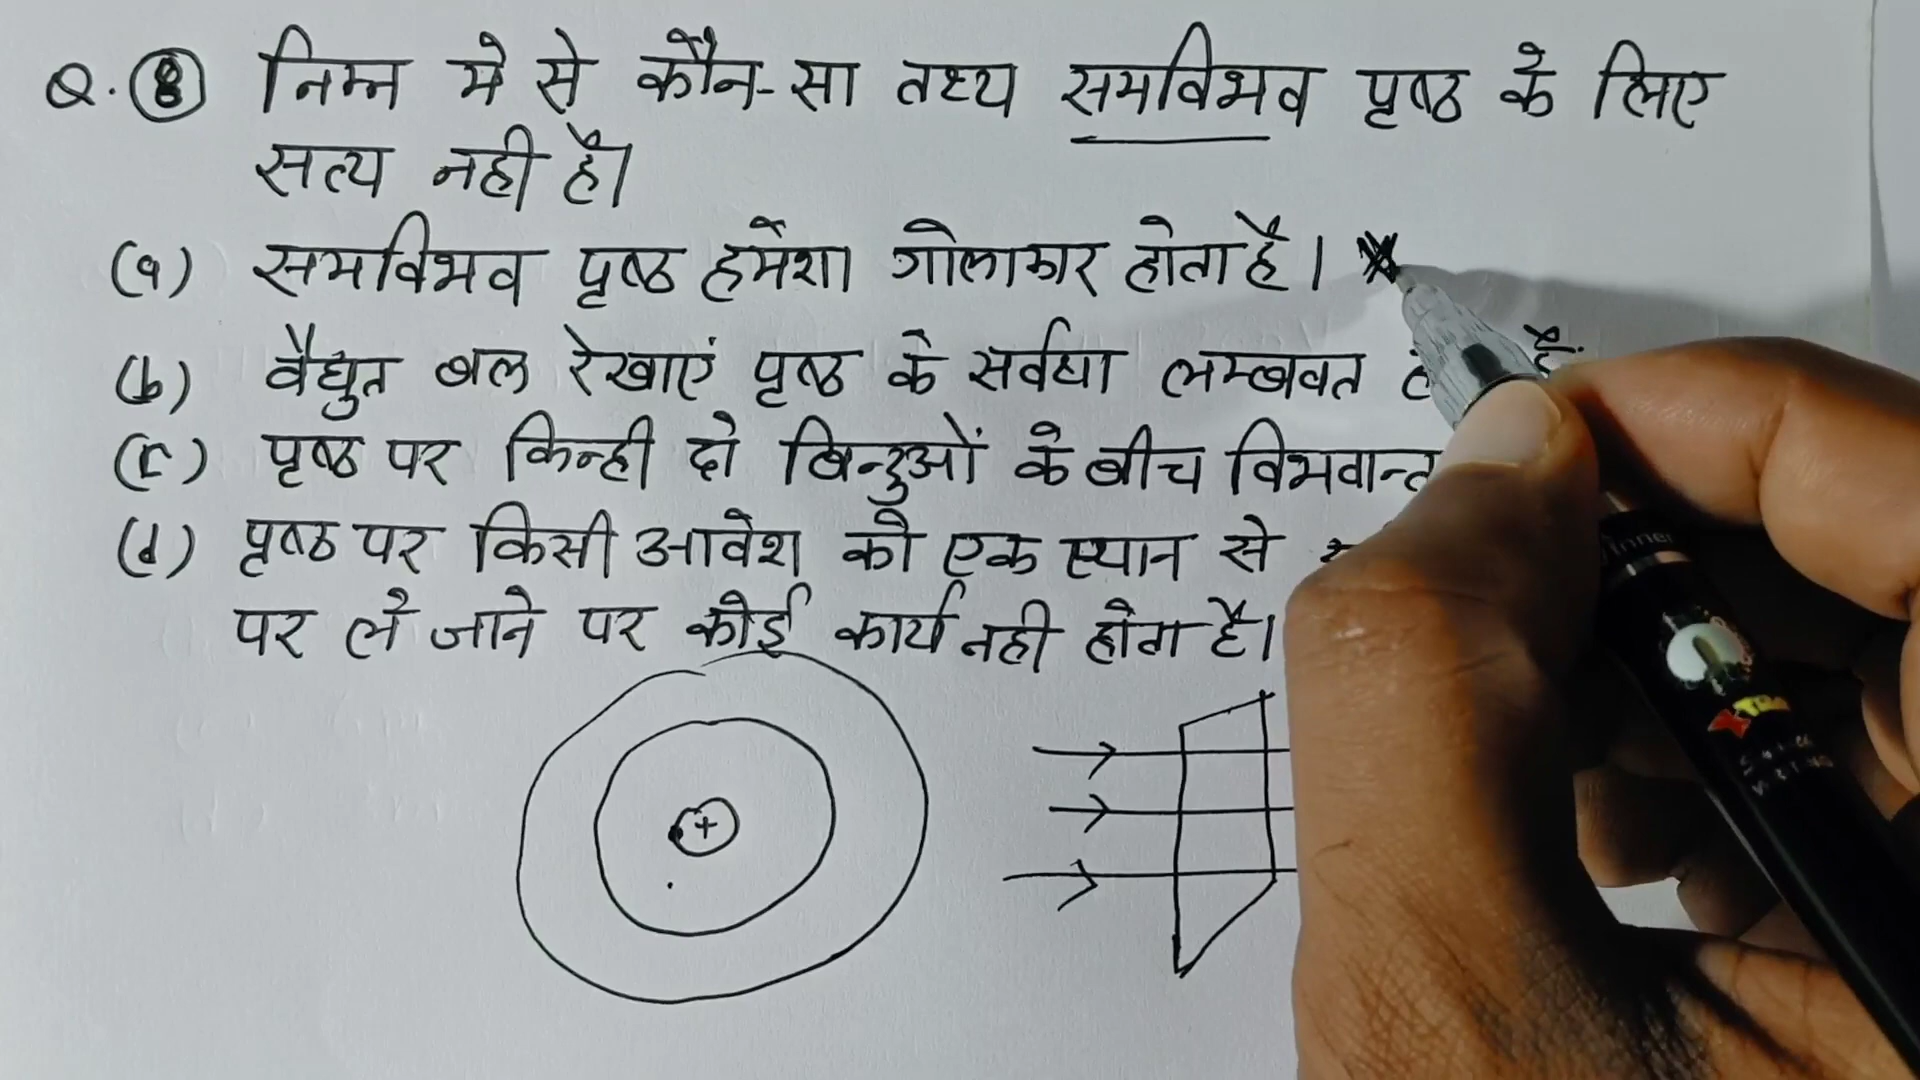 Q. 8 निम्न मे से कौन-सा तथ्य समविभव पृष्ठ के लिए
सत्य नही है।
(a) समविभव पृष्ठ हमेशा गोलाकार होता है।
(b) वैद्युत बल रेखाएं पृष्ठ के सर्वथा लम्बवत है
(c) पृष्ठ पर किन्ही दो बिन्दुओं के बीच
(d) पृष्ठ पर किसी आवेश को एक स्थान से
पर ले जाने पर कोई कार्य नही होता है।
+